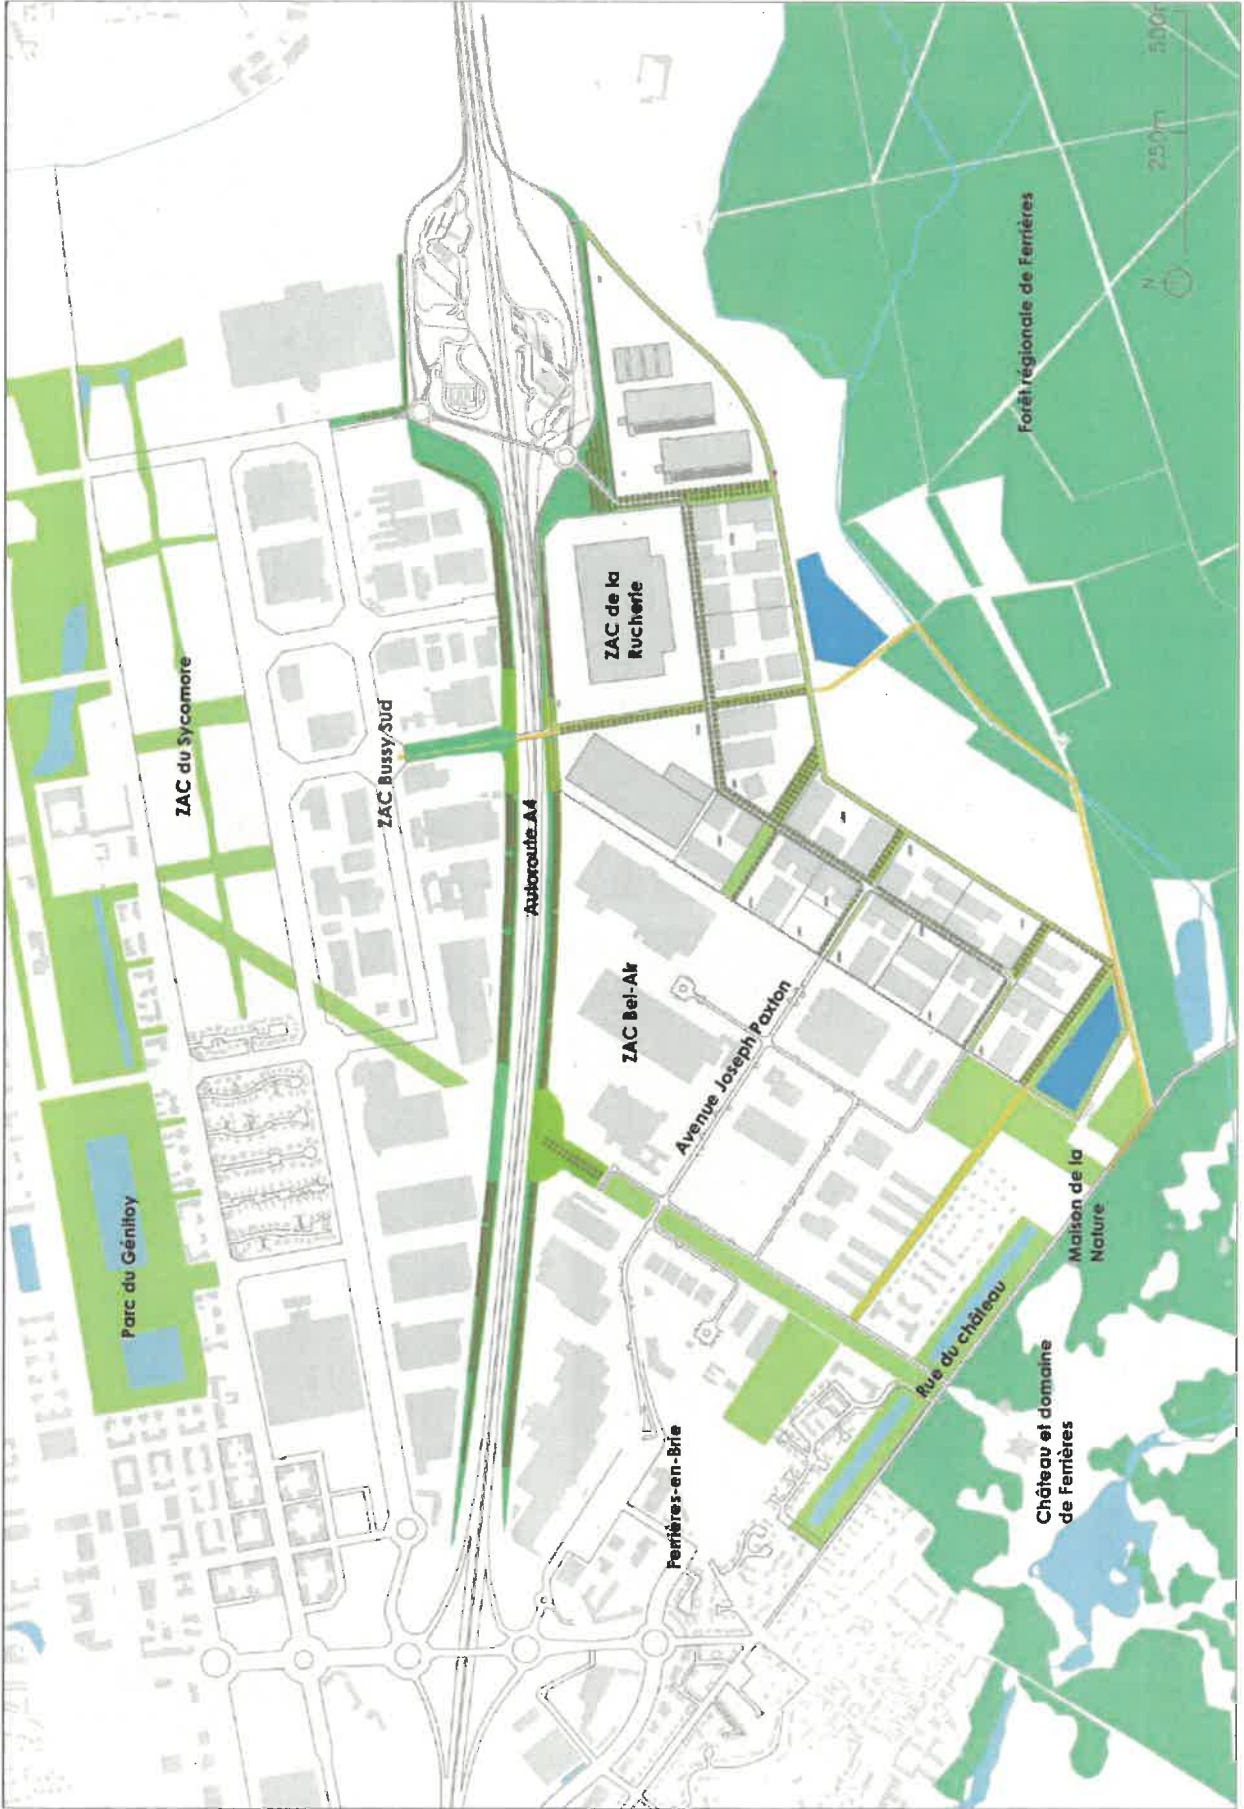 Parc du Génitoy
ZAC du Sycomore
ZAC Bussy Sud
Autoroute A4
ZAC de la
Rucherie
ZAC Bel-Air
Avenue Joseph Paxton
Ferrières-en-Brie
Rue du château
Maison de la
Nature
Château et domaine
de Ferrières
Forêt régionale de Ferrières
N
250m
500m